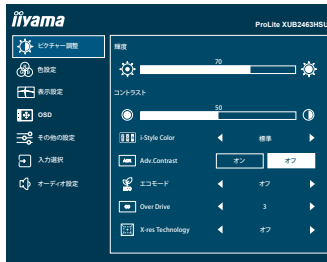 iiyama
ProLite XUB2463HSU
ピクチャー調整
色設定
表示設定
OSD
その他の設定
入力選択
オーディオ設定
輝度
70
コントラスト
50
i-Style Color 標準
Adv.Contrast オン オフ
エコモード オフ
Over Drive 3
X-res Technology オフ